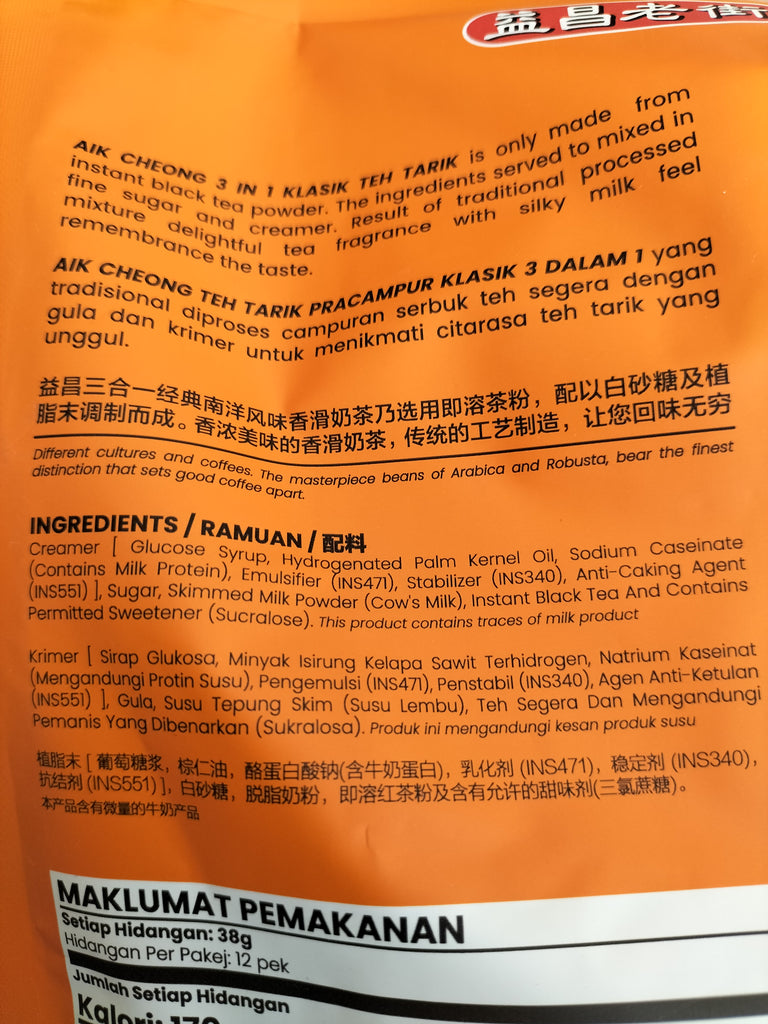 益昌老街
AIK CHEONG 3 IN 1 KLASIK TEH TARIK is only made from
instant black tea powder. The ingredients served to mixed in
fine sugar and creamer. Result of traditional processed
mixture delightful tea fragrance with silky milk feel
remembrance the taste.
AIK CHEONG TEH TARIK PRACAMPUR KLASIK 3 DALAM 1 yang
tradisional diproses campuran serbuk teh segera dengan
gula dan krimer untuk menikmati citarasa teh tarik yang
unggul.
益昌三合一经典南洋风味香滑奶茶乃选用即溶茶粉，配以白砂糖及植
脂末调制而成。香浓美味的香滑奶茶，传统的工艺制造，让您回味无穷
Different cultures and coffees. The masterpiece beans of Arabica and Robusta, bear the finest
distinction that sets good coffee apart.
INGREDIENTS / RAMUAN / 配料
Creamer [ Glucose Syrup, Hydrogenated Palm Kernel Oil, Sodium Caseinate
(Contains Milk Protein), Emulsifier (INS471), Stabilizer (INS340), Anti-Caking Agent
(INS551) ], Sugar, Skimmed Milk Powder (Cow's Milk), Instant Black Tea And Contains
Permitted Sweetener (Sucralose). This product contains traces of milk product
Krimer [ Sirap Glukosa, Minyak Isirung Kelapa Sawit Terhidrogen, Natrium Kaseinat
(Mengandungi Protin Susu), Pengemulsi (INS471), Penstabil (INS340), Agen Anti-Ketulan
(INS551) ], Gula, Susu Tepung Skim (Susu Lembu), Teh Segera Dan Mengandungi
Pemanis Yang Dibenarkan (Sukralosa). Produk ini mengandungi kesan produk susu
植脂末 [ 葡萄糖浆，棕仁油，酪蛋白酸钠(含牛奶蛋白)，乳化剂 (INS471)，稳定剂 (INS340)，
抗结剂 (INS551) ]，白砂糖，脱脂奶粉，即溶红茶粉及含有允许的甜味剂(三氯蔗糖)。
本产品含有微量的牛奶产品
MAKLUMAT PEMAKANAN
Setiap Hidangan: 38g
Hidangan Per Pakej: 12 pek
Jumlah Setiap Hidangan
Kalori: